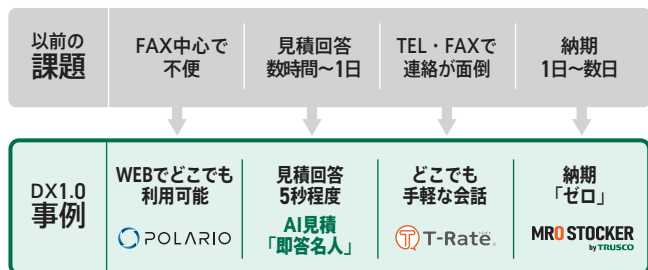 以前の
課題
FAX中心で
不便
見積回答
数時間~1日
TEL・FAXで
連絡が面倒
納期
1日~数日
DX1.0
事例
WEBでどこでも
利用可能
POLARIO
見積回答
5秒程度
AI見積
「即答名人」
どこでも
手軽な会話
T-Rate
納期
「ゼロ」
MRO STOCKER
by TRUSCO